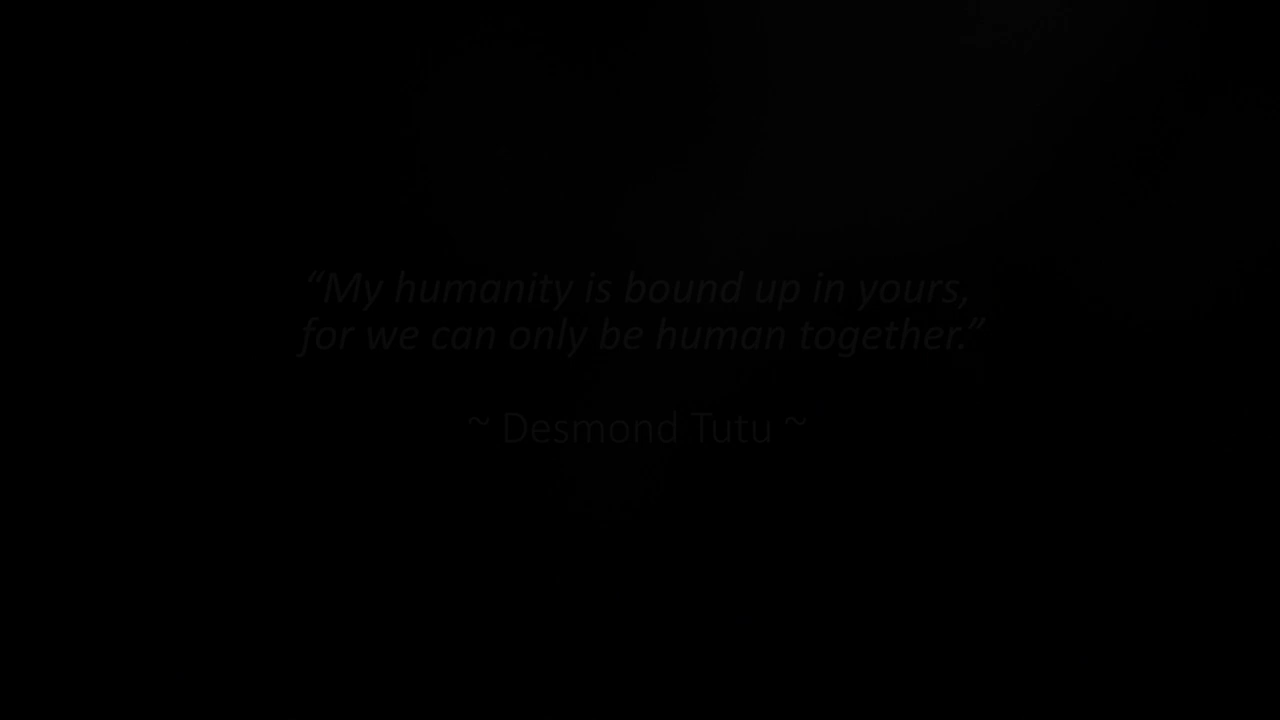 “My humanity is bound up in yours,
for we can only be human together.”
~ Desmond Tutu ~